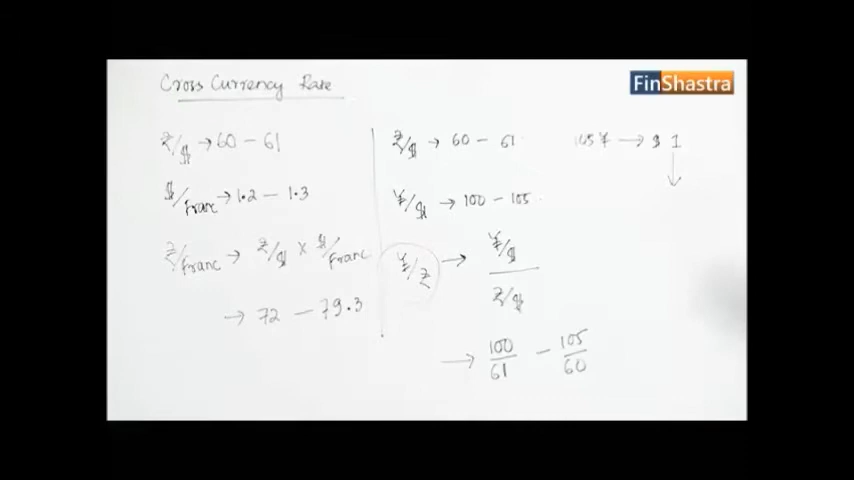 Cross Currency Rate
FinShastra
₹/$ → 60 – 61
$/Franc → 1.2 – 1.3
₹/Franc → ₹/$ × $/Franc
→ 72 – 79.3
₹/$ → 60 – 61
¥/$ → 100 – 105
¥/₹ → ¥/$
₹/$
→ 100/61 – 105/60
105 ¥ → $ 1
↓